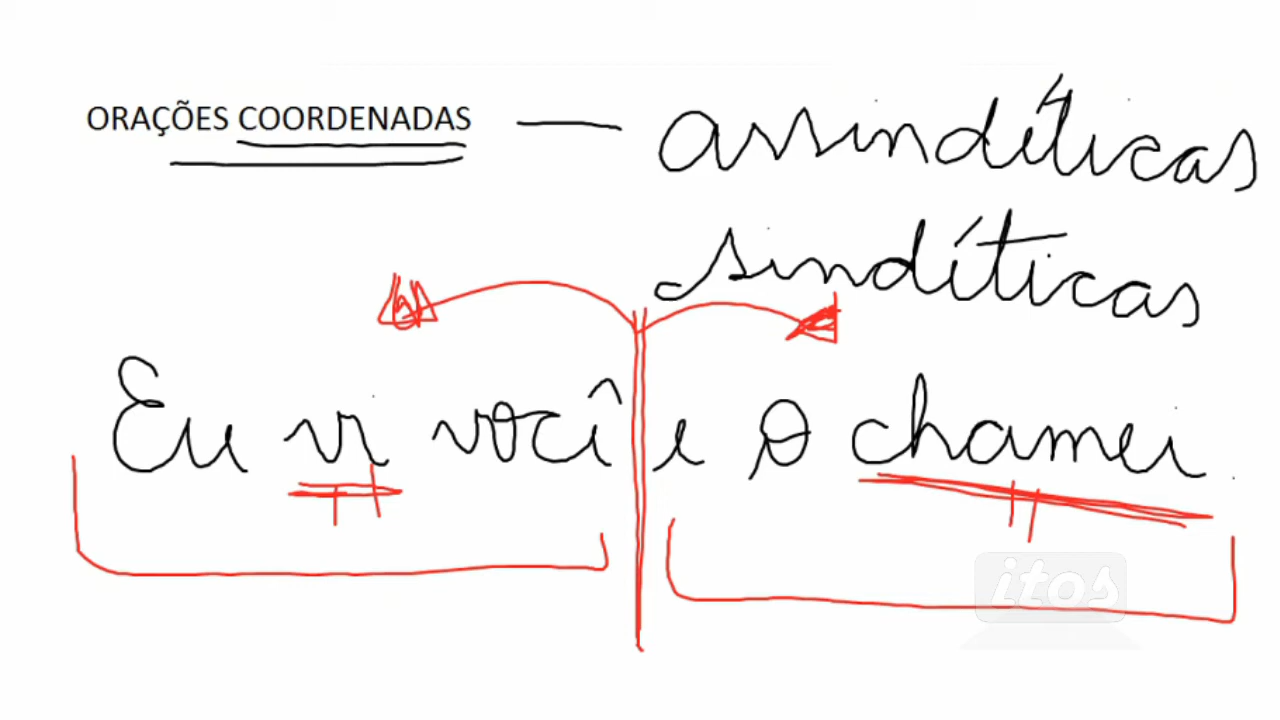 ORAÇÕES COORDENADAS — assindéticas
sindéticas
Eu vi você e o chamei.
itos